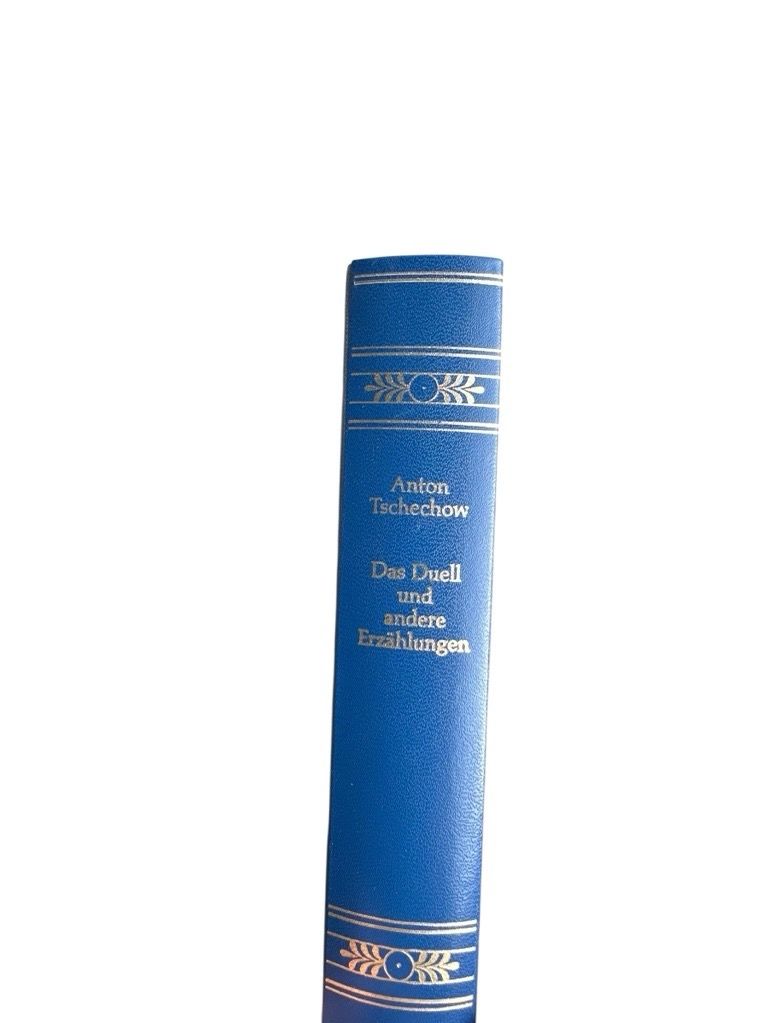 Anton
Tschechow
Das Duell
und
andere
Erzählungen